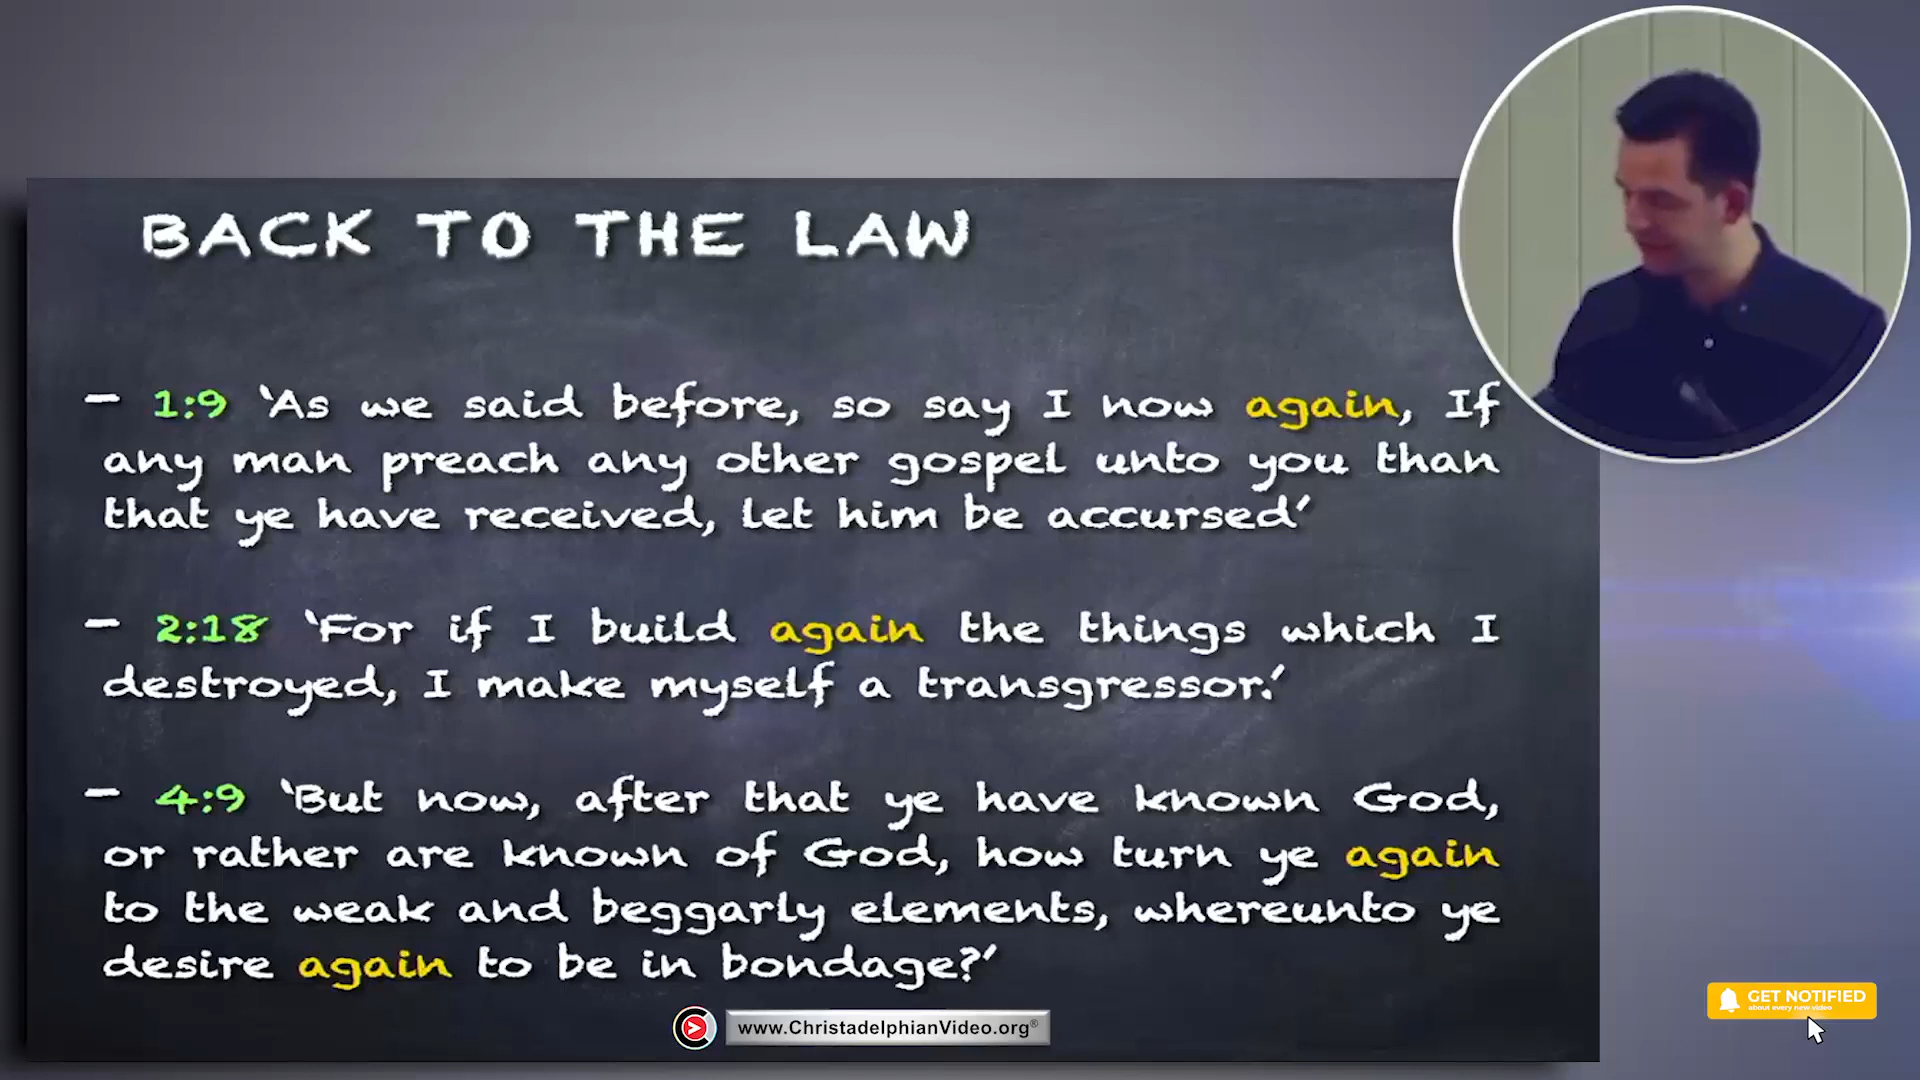 BACK TO THE LAW
– 1:9 ‘As we said before, so say I now again, If
any man preach any other gospel unto you than
that ye have received, let him be accursed’
– 2:18 ‘For if I build again the things which I
destroyed, I make myself a transgressor.’
– 4:9 ‘But now, after that ye have known God,
or rather are known of God, how turn ye again
to the weak and beggarly elements, whereunto ye
desire again to be in bondage?’
www.ChristadelphianVideo.org®
GET NOTIFIED
about every new video